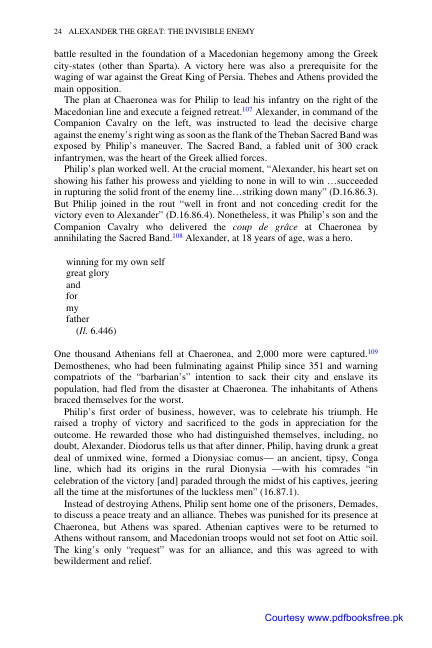 24 ALEXANDER THE GREAT: THE INVISIBLE ENEMY
battle resulted in the foundation of a Macedonian hegemony among the Greek
city-states (other than Sparta). A victory here was also a prerequisite for the
waging of war against the Great King of Persia. Thebes and Athens provided the
main opposition.
The plan at Chaeronea was for Philip to lead his infantry on the right of the
Macedonian line and execute a feigned retreat.107 Alexander, in command of the
Companion Cavalry on the left, was instructed to lead the decisive charge
against the enemy's right wing as soon as the flank of the Theban Sacred Band was
exposed by Philip's maneuver. The Sacred Band, a fabled unit of 300 crack
infantrymen, was the heart of the Greek allied forces.
Philip's plan worked well. At the crucial moment, “Alexander, his heart set on
showing his father his prowess and yielding to none in will to win …succeeded
in rupturing the solid front of the enemy line…striking down many” (D.16.86.3).
But Philip joined in the rout “well in front and not conceding credit for the
victory even to Alexander” (D.16.86.4). Nonetheless, it was Philip's son and the
Companion Cavalry who delivered the coup de grâce at Chaeronea by
annihilating the Sacred Band.108 Alexander, at 18 years of age, was a hero.
winning for my own self
great glory
and
for
my
father
(Il. 6.446)
One thousand Athenians fell at Chaeronea, and 2,000 more were captured.109
Demosthenes, who had been fulminating against Philip since 351 and warning
compatriots of the “barbarian's” intention to sack their city and enslave its
population, had fled from the disaster at Chaeronea. The inhabitants of Athens
braced themselves for the worst.
Philip's first order of business, however, was to celebrate his triumph. He
raised a trophy of victory and sacrificed to the gods in appreciation for the
outcome. He rewarded those who had distinguished themselves, including, no
doubt, Alexander. Diodorus tells us that after dinner, Philip, having drunk a great
deal of unmixed wine, formed a Dionysiac comus— an ancient, tipsy, Conga
line, which had its origins in the rural Dionysia —with his comrades “in
celebration of the victory [and] paraded through the midst of his captives, jeering
all the time at the misfortunes of the luckless men” (16.87.1).
Instead of destroying Athens, Philip sent home one of the prisoners, Demades,
to discuss a peace treaty and an alliance. Thebes was punished for its presence at
Chaeronea, but Athens was spared. Athenian captives were to be returned to
Athens without ransom, and Macedonian troops would not set foot on Attic soil.
The king's only “request” was for an alliance, and this was agreed to with
bewilderment and relief.
Courtesy www.pdfbooksfree.pk